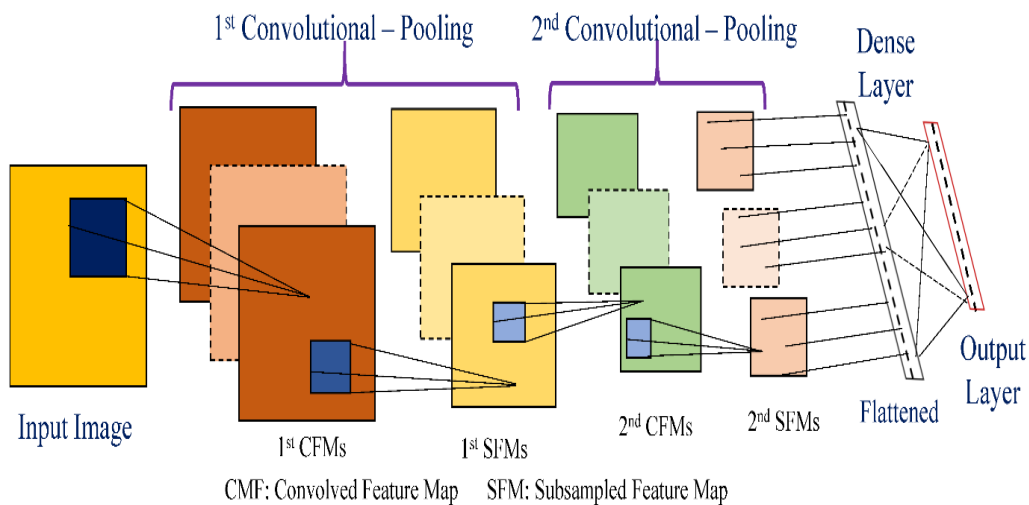 1st Convolutional – Pooling
2nd Convolutional – Pooling
Dense
Layer
Input Image
1st CFMs
1st SFMs
2nd CFMs
2nd SFMs
Flattened
Output
Layer
CMF: Convolved Feature Map SFM: Subsampled Feature Map